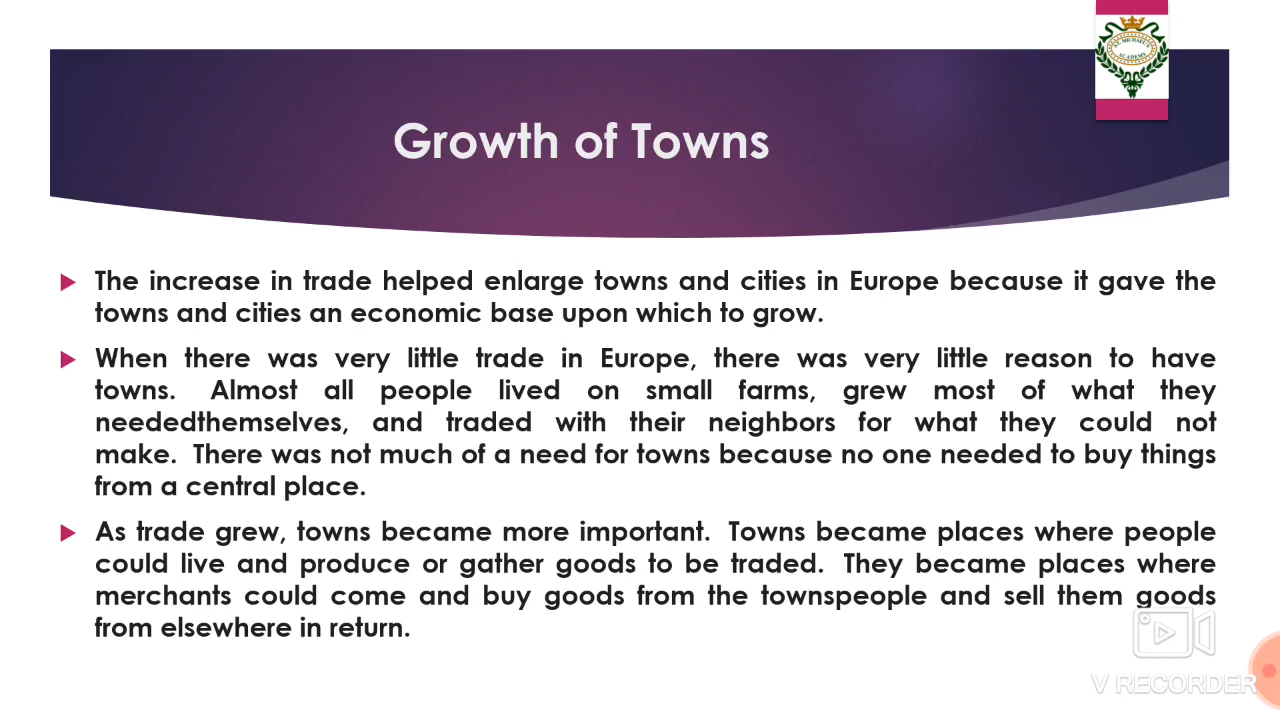 ST. MICHAEL'S
ACADEMY
Growth of Towns
The increase in trade helped enlarge towns and cities in Europe because it gave the
towns and cities an economic base upon which to grow.
When there was very little trade in Europe, there was very little reason to have
towns. Almost all people lived on small farms, grew most of what they
neededthemselves, and traded with their neighbors for what they could not
make. There was not much of a need for towns because no one needed to buy things
from a central place.
As trade grew, towns became more important. Towns became places where people
could live and produce or gather goods to be traded. They became places where
merchants could come and buy goods from the townspeople and sell them goods
from elsewhere in return.
V RECORDER